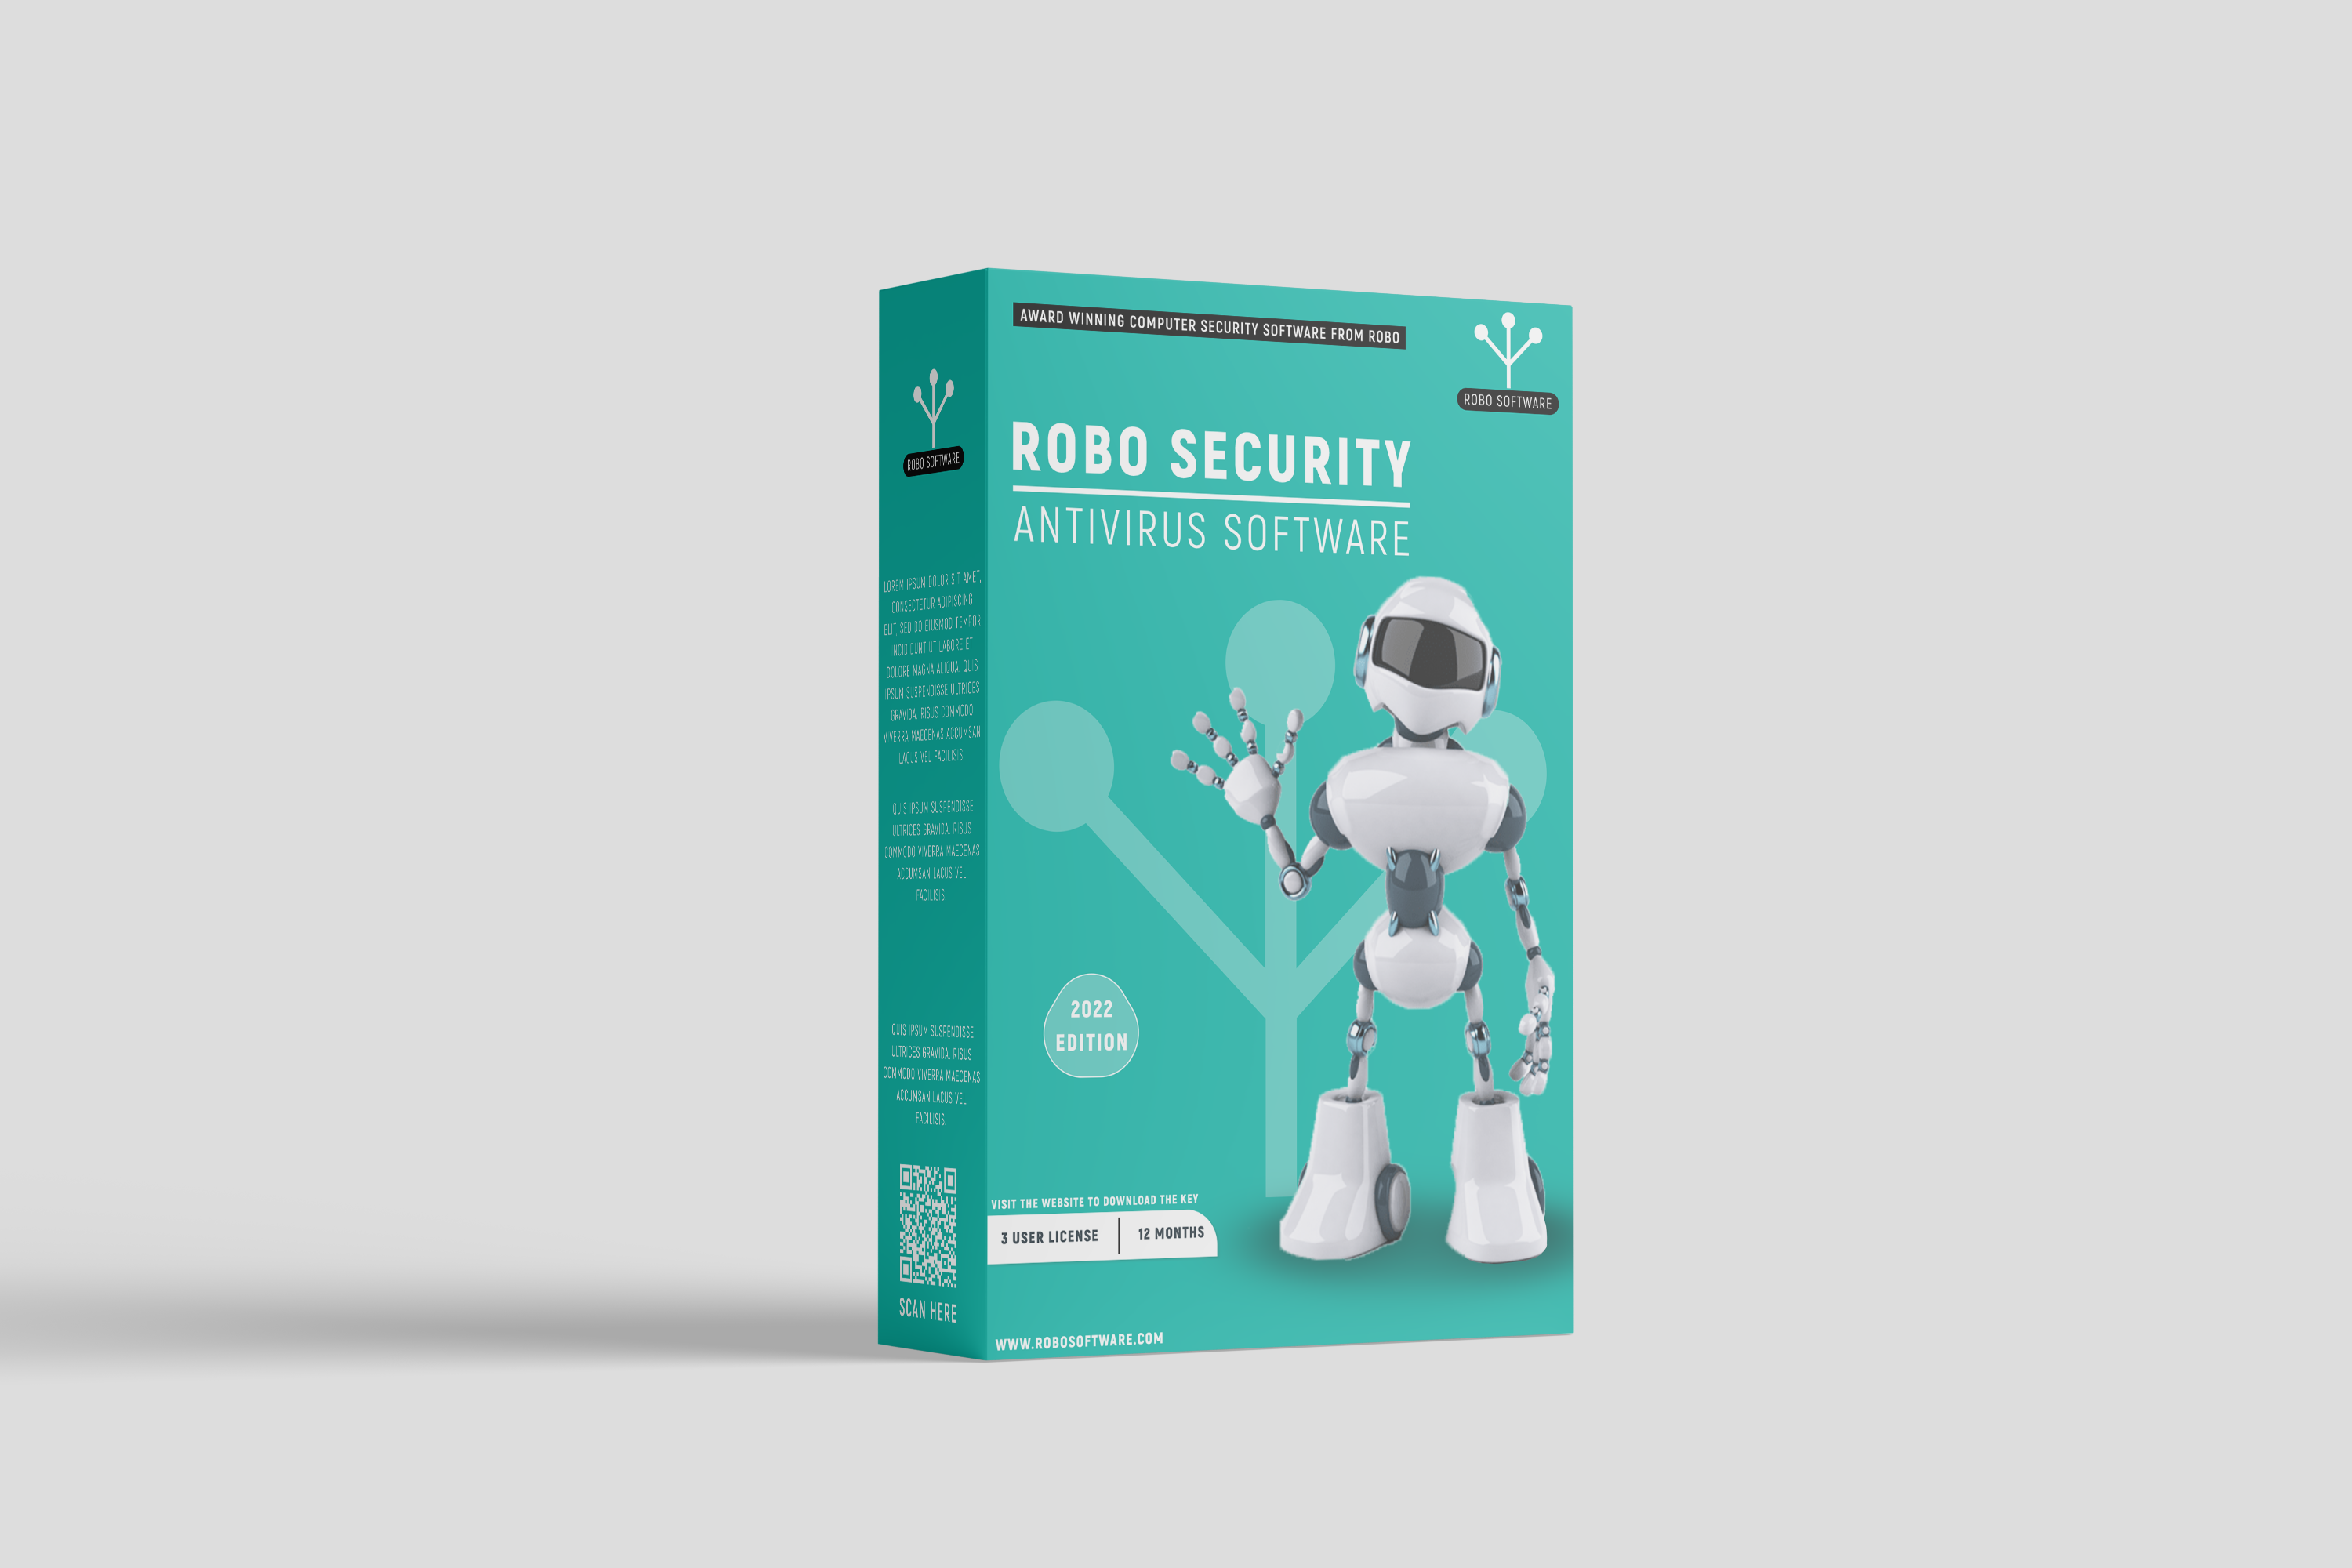 AWARD WINNING COMPUTER SECURITY SOFTWARE FROM ROBO
ROBO SOFTWARE
ROBO SECURITY
ANTIVIRUS SOFTWARE
2022
EDITION
VISIT THE WEBSITE TO DOWNLOAD THE KEY
3 USER LICENSE | 12 MONTHS
WWW.ROBOSOFTWARE.COM
ROBO SOFTWARE
LOREM IPSUM DOLOR SIT AMET,
CONSECTETUR ADIPISCING
ELIT, SED DO EIUSMOD TEMPOR
NCIDIDUNT UT LABORE ET
DOLORE MAGNA ALIQUA. QUIS
IPSUM SUSPENDISSE ULTRICES
GRAVIDA. RISUS COMMODO
VIVERRA MAECENAS ACCUMSAN
LACUS VEL FACILISIS.
QUIS IPSUM SUSPENDISSE
ULTRICES GRAVIDA. RISUS
COMMODO VIVERRA MAECENAS
ACCUMSAN LACUS VEL
FACILISIS.
QUIS IPSUM SUSPENDISSE
ULTRICES GRAVIDA. RISUS
COMMODO VIVERRA MAECENAS
ACCUMSAN LACUS VEL
FACILISIS.
SCAN HERE